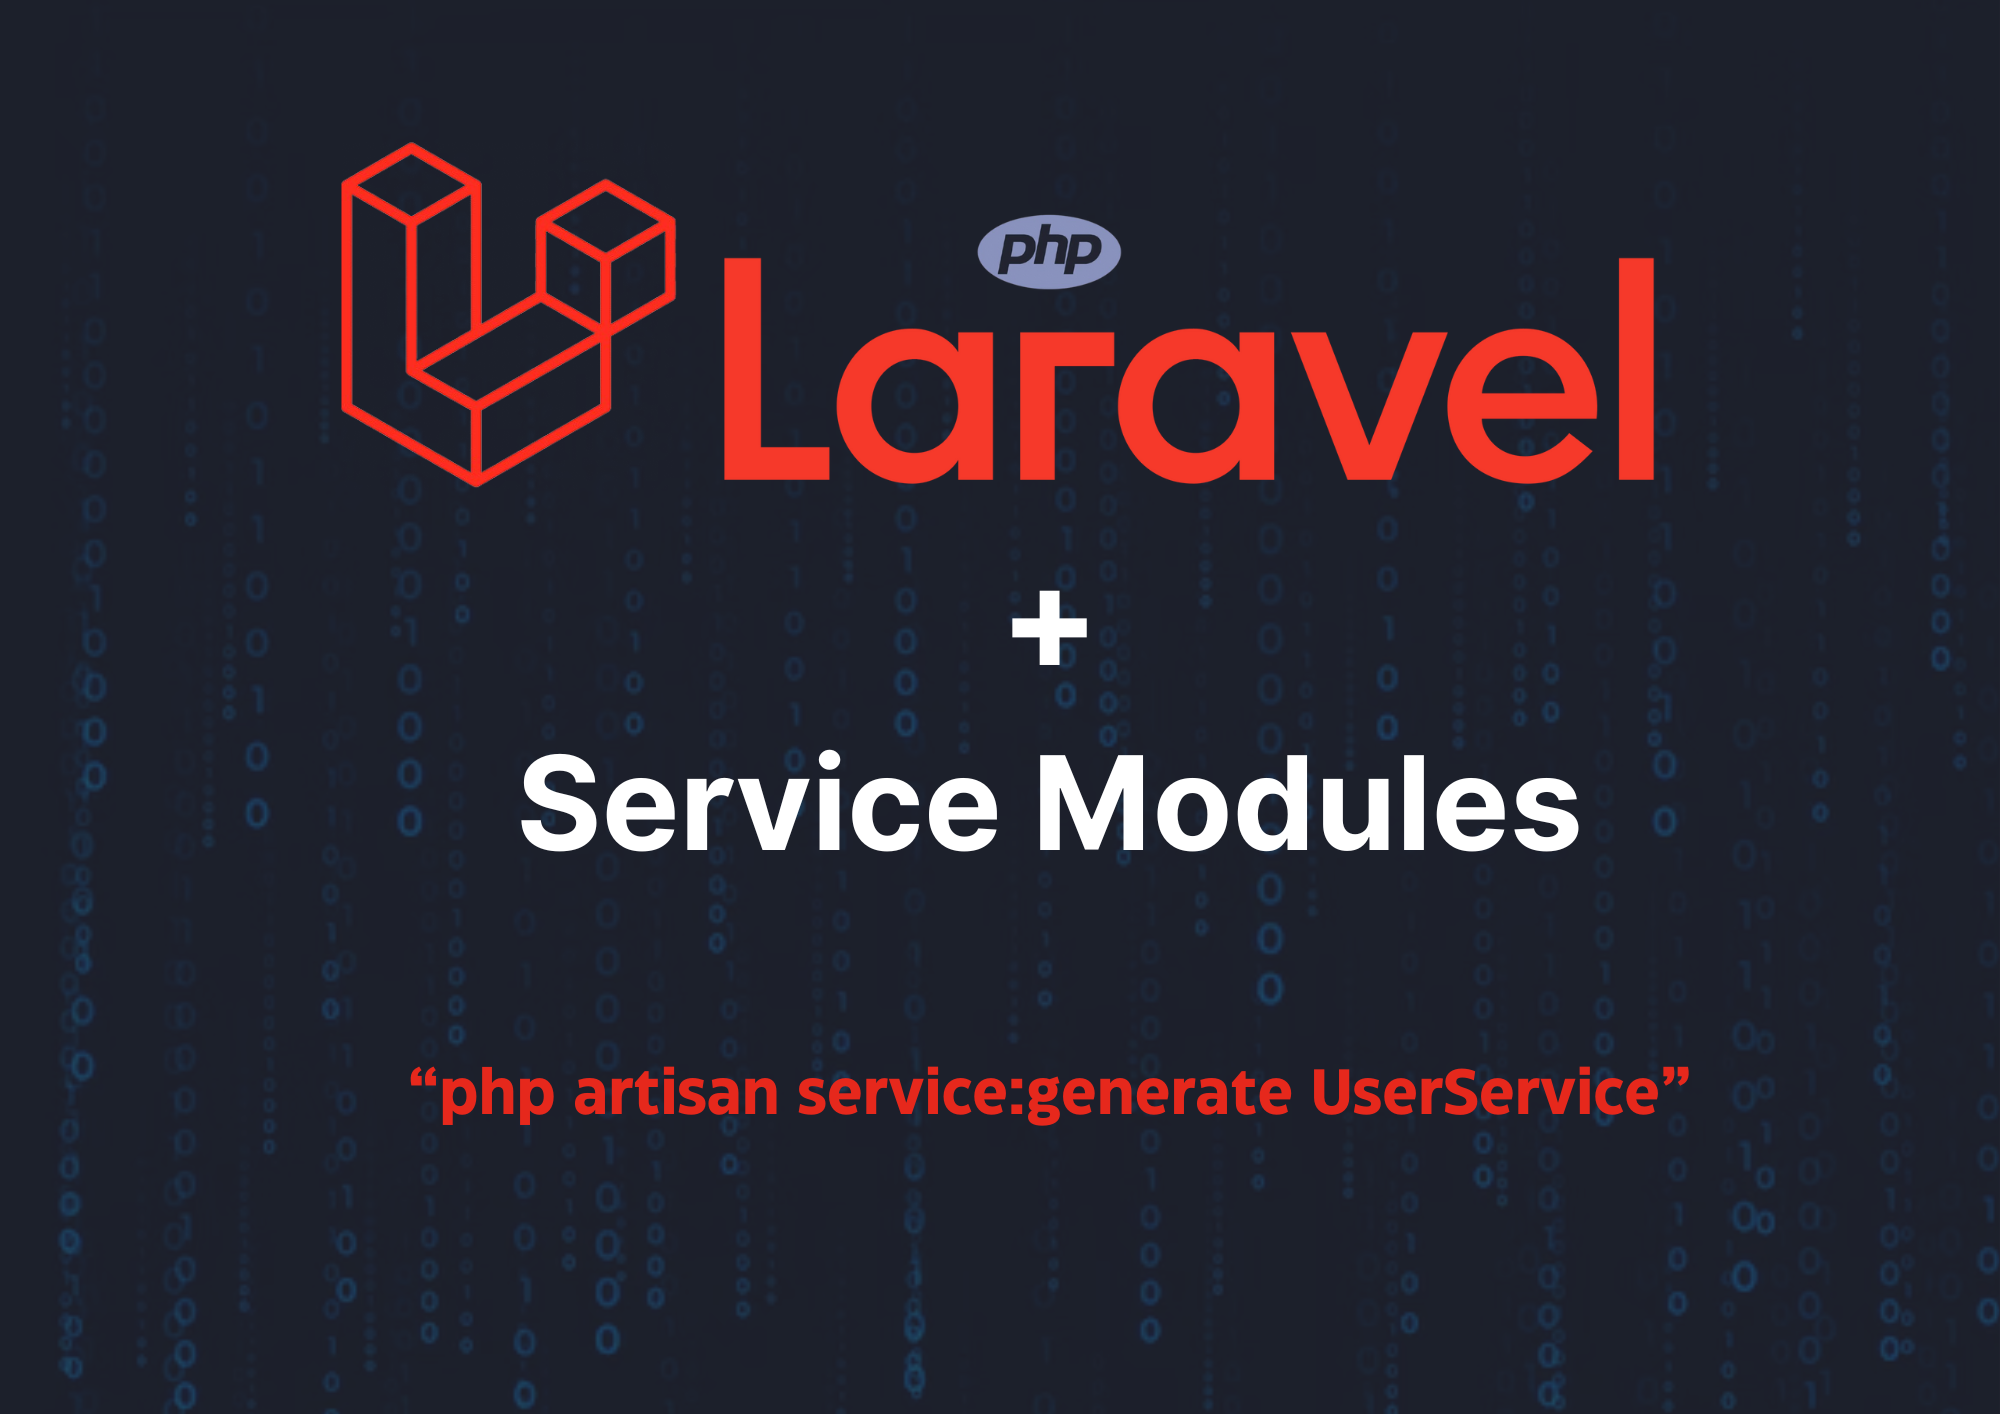 php
Laravel
+
Service Modules
“php artisan service:generate UserService”